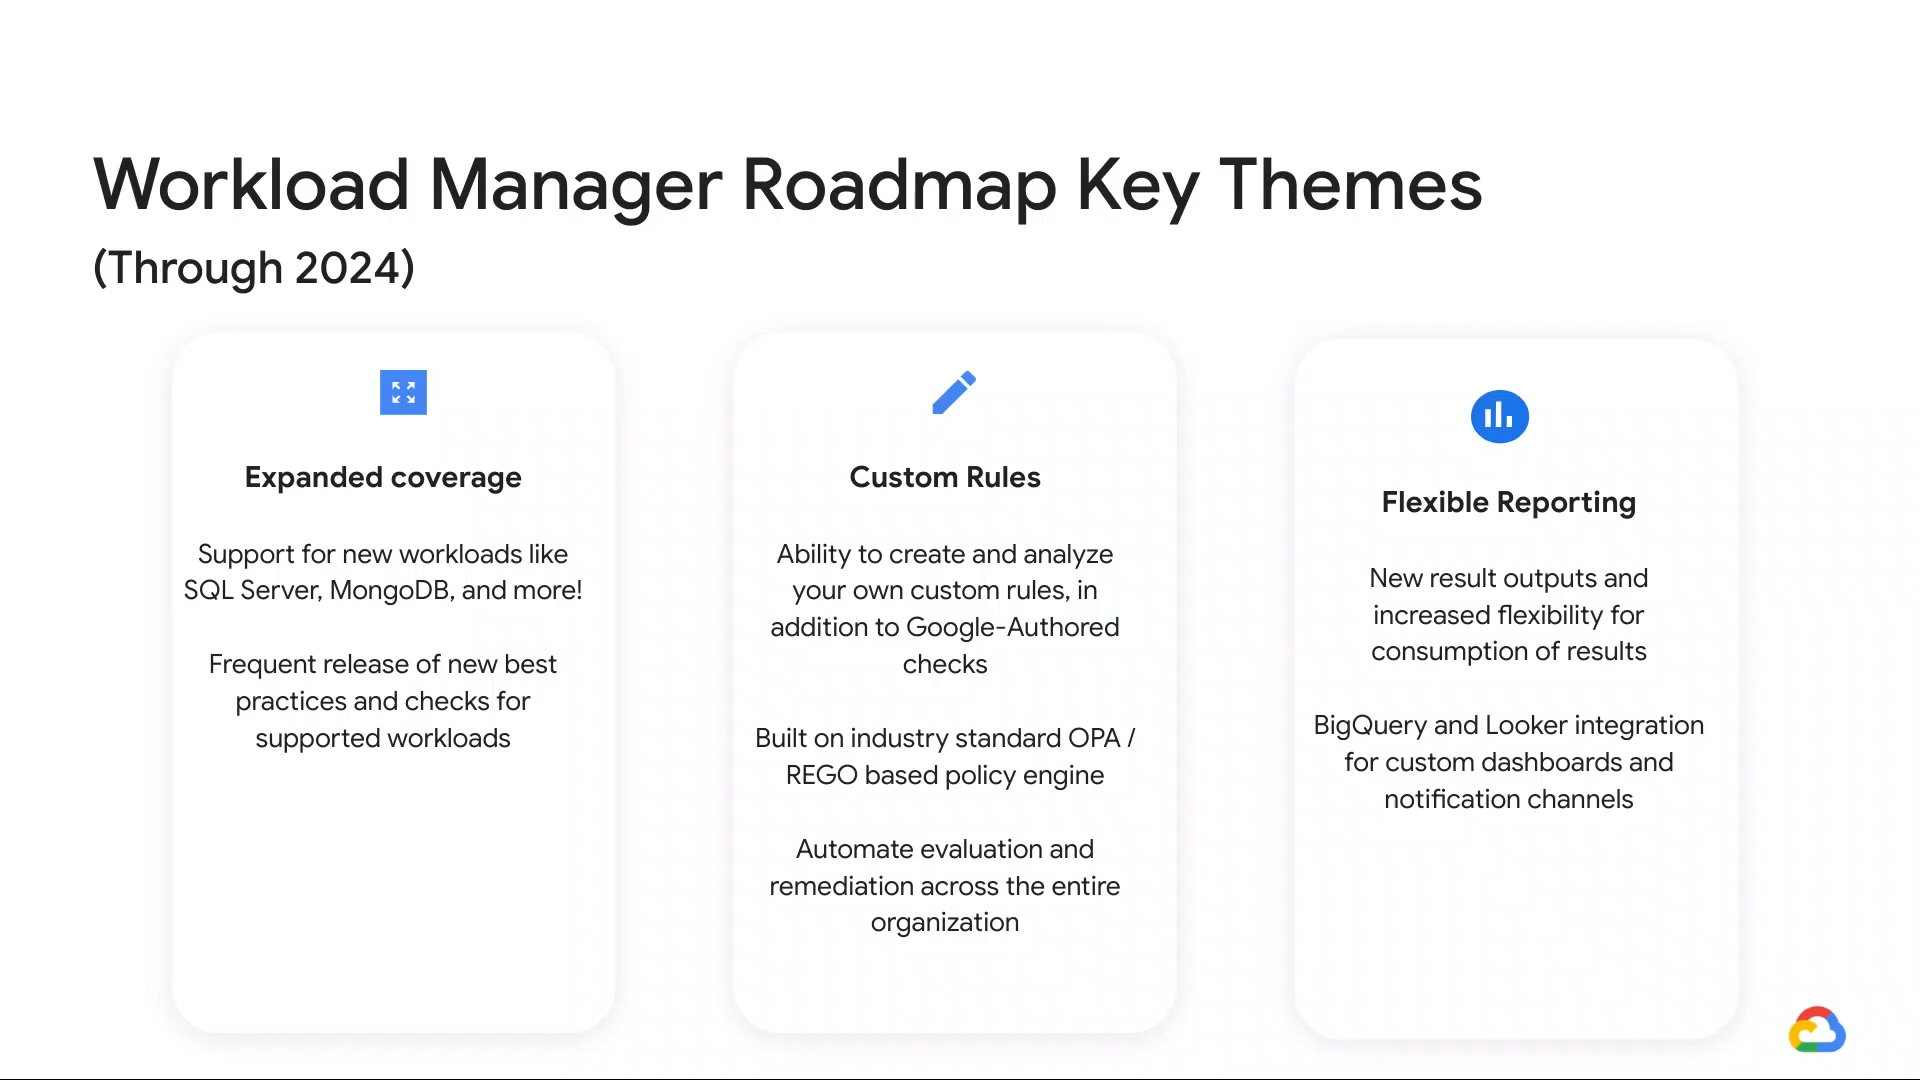 Workload Manager Roadmap Key Themes
(Through 2024)
Expanded coverage
Support for new workloads like
SQL Server, MongoDB, and more!
Frequent release of new best
practices and checks for
supported workloads
Custom Rules
Ability to create and analyze
your own custom rules, in
addition to Google-Authored
checks
Built on industry standard OPA /
REGO based policy engine
Automate evaluation and
remediation across the entire
organization
Flexible Reporting
New result outputs and
increased flexibility for
consumption of results
BigQuery and Looker integration
for custom dashboards and
notification channels